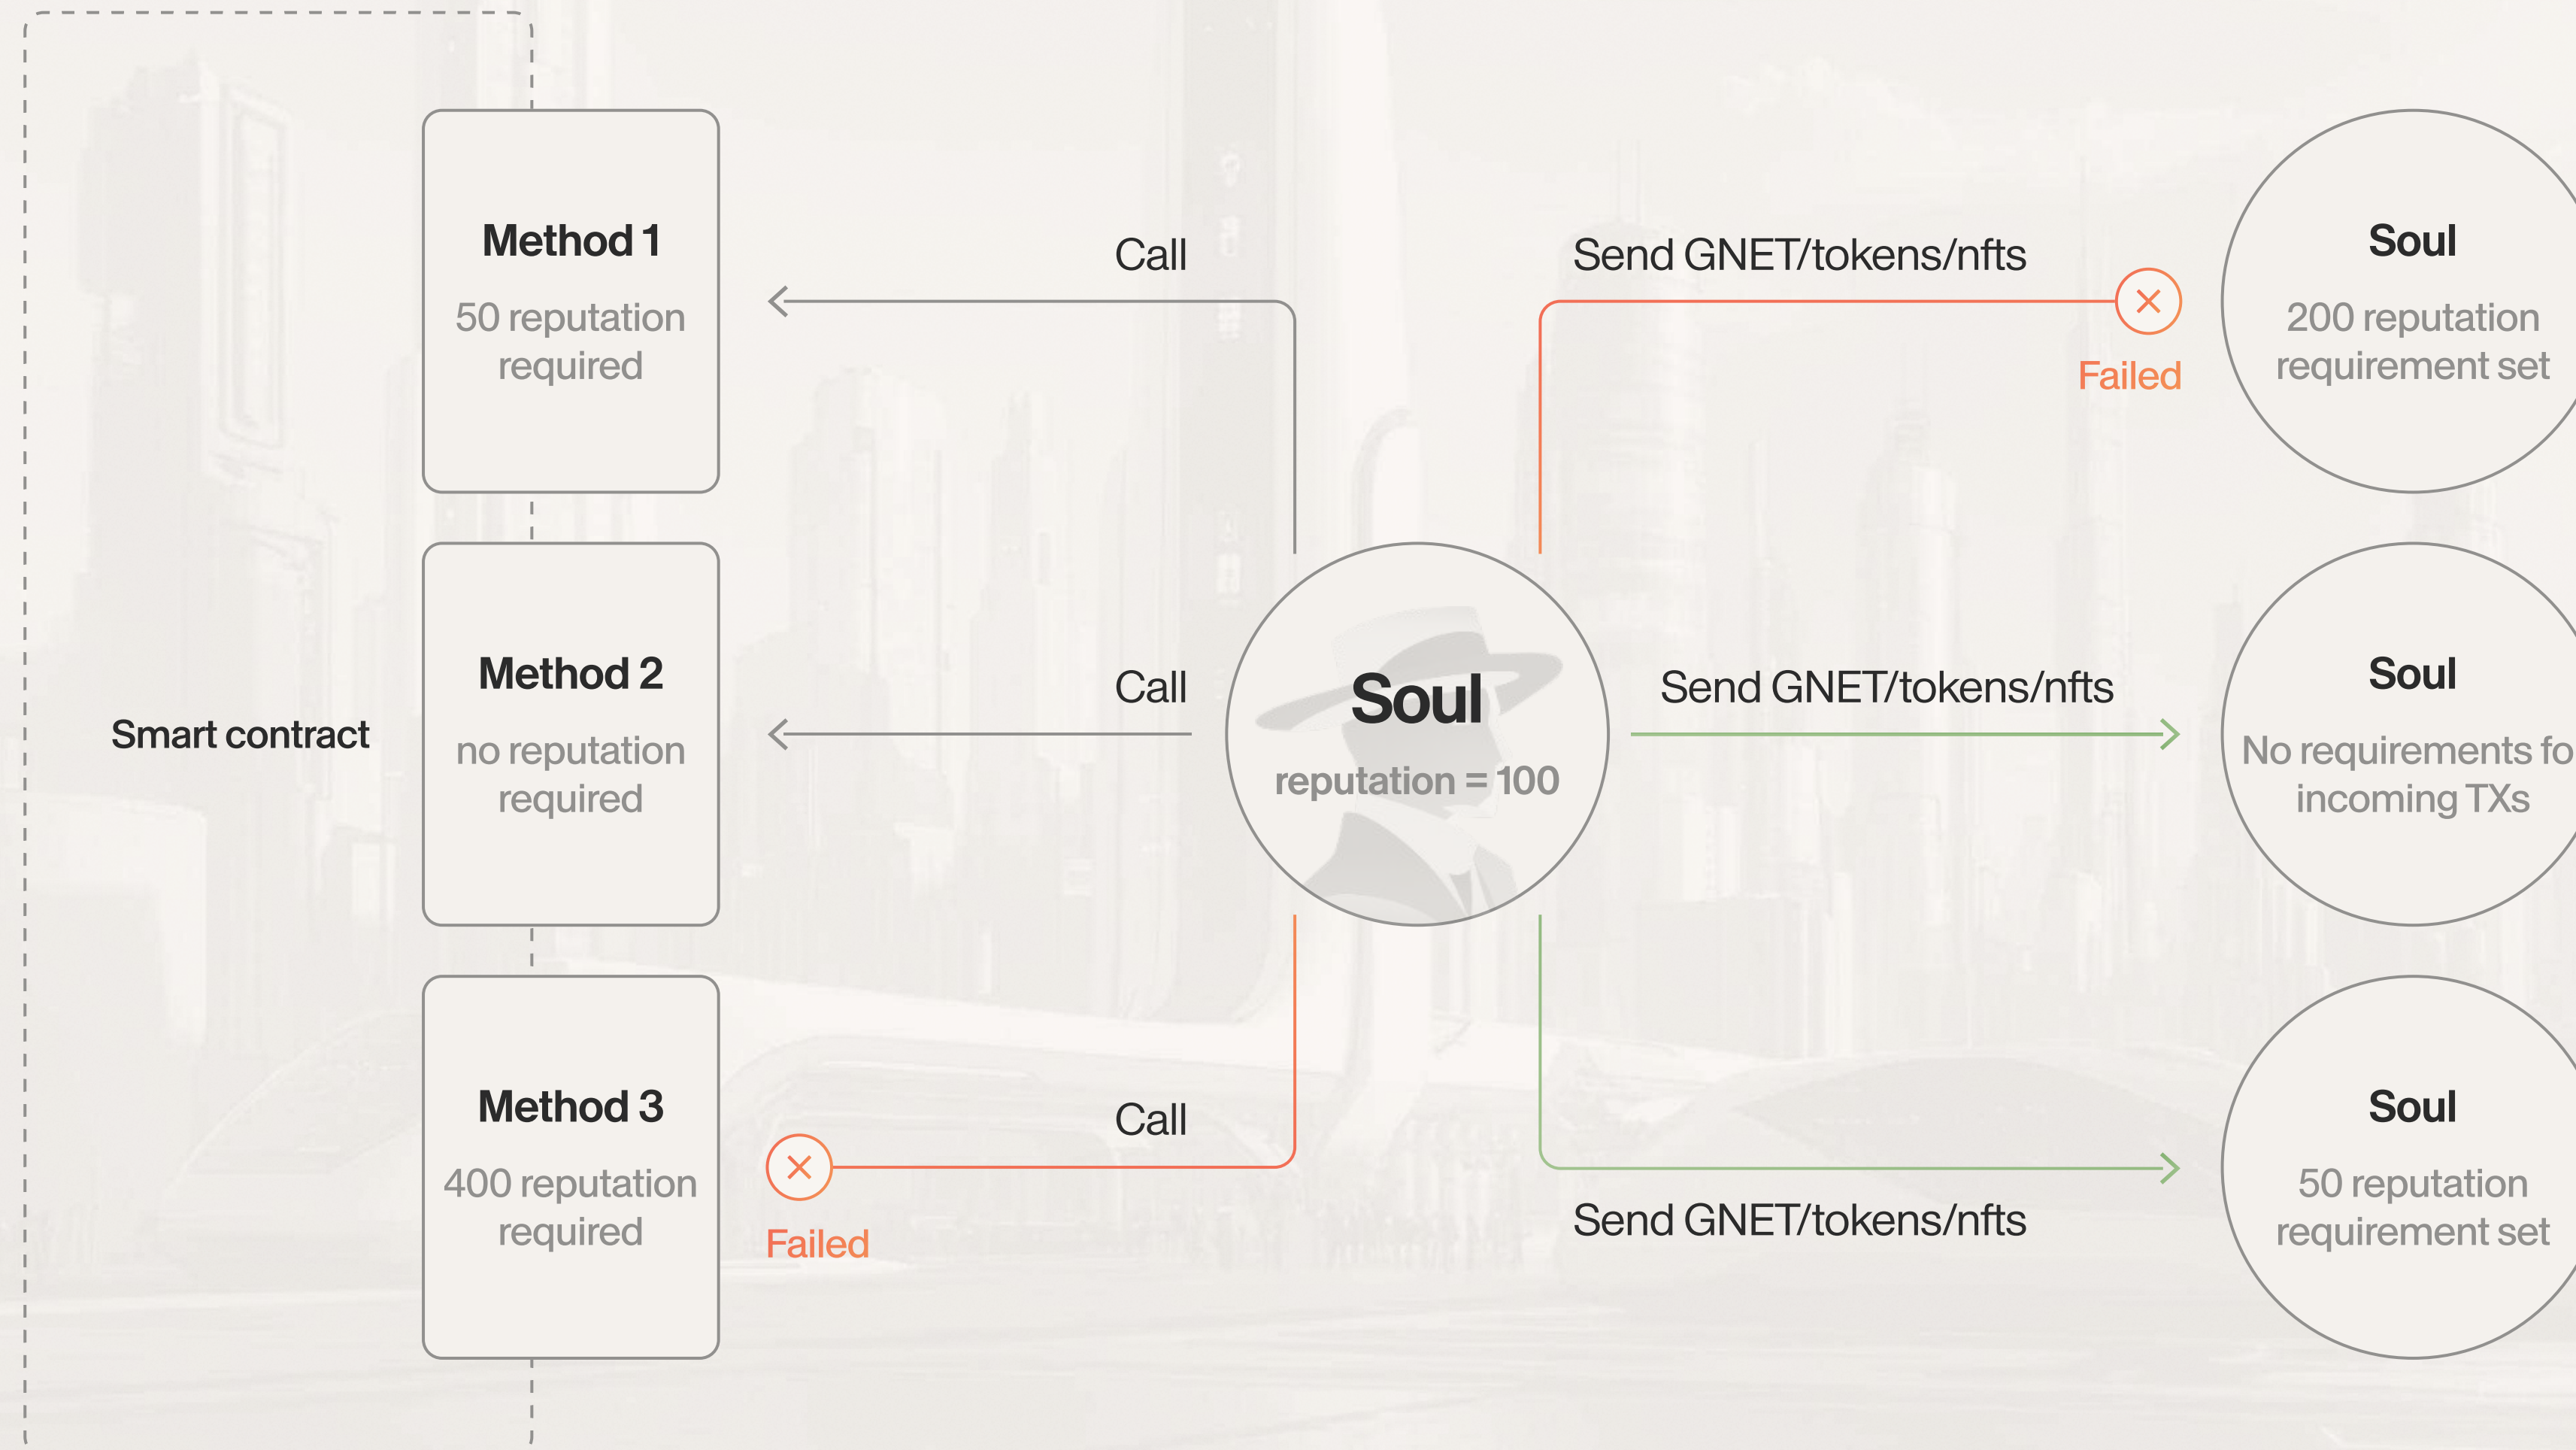 Smart contract
Method 1
50 reputation
required
Method 2
no reputation
required
Method 3
400 reputation
required
Call
Call
Call
Failed
Soul
reputation = 100
Send GNET/tokens/nfts
Failed
Send GNET/tokens/nfts
Send GNET/tokens/nfts
Soul
200 reputation
requirement set
Soul
No requirements fo
incoming TXs
Soul
50 reputation
requirement set